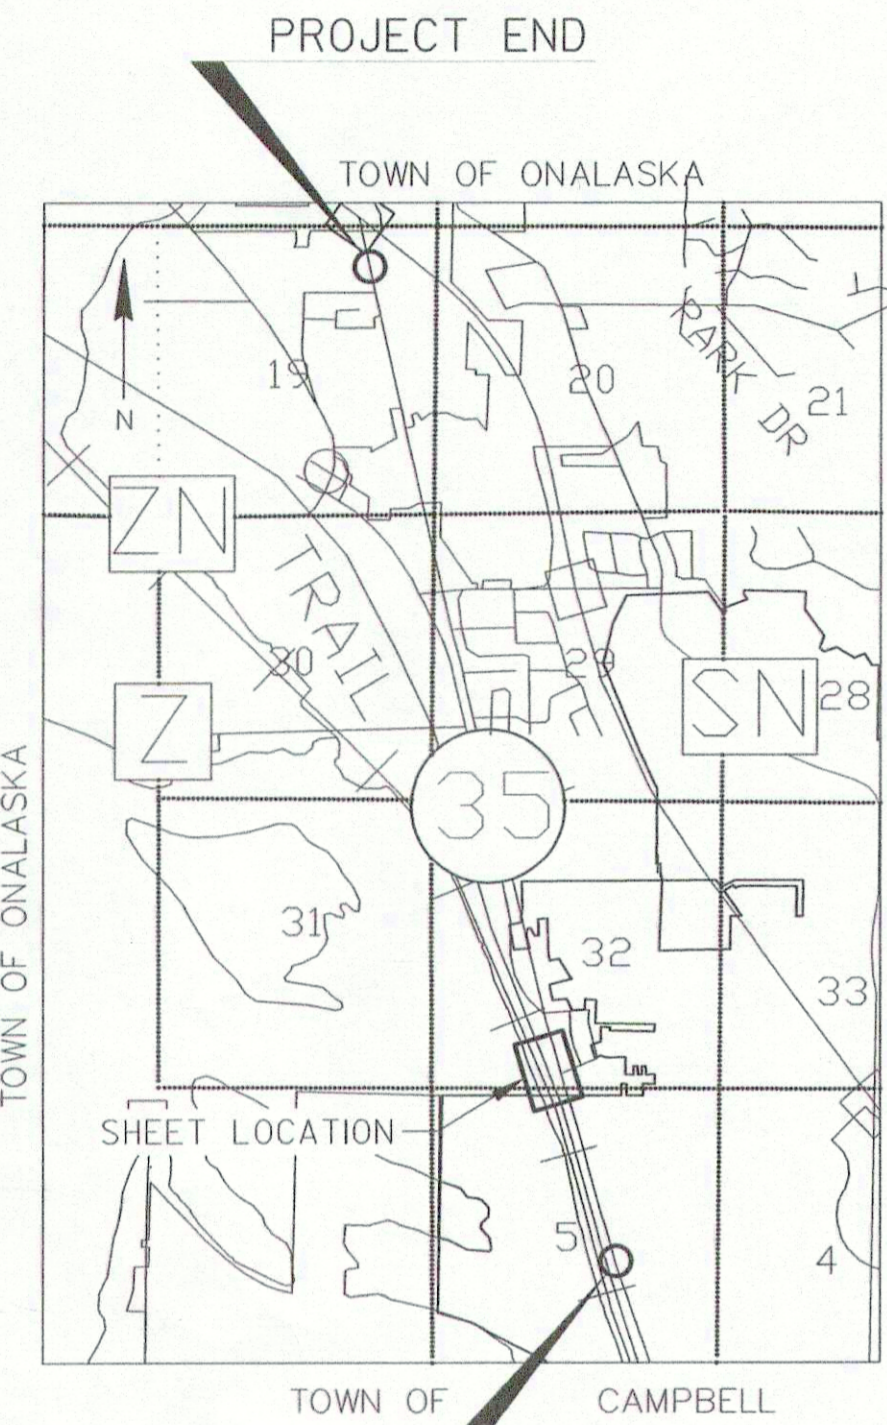 PROJECT END
TOWN OF ONALASKA
19
20
21
PARK DR
N
ZN
TRAIL
30
29
28
Z
SN
35
TOWN OF ONALASKA
31
32
33
SHEET LOCATION
5
4
TOWN OF CAMPBELL